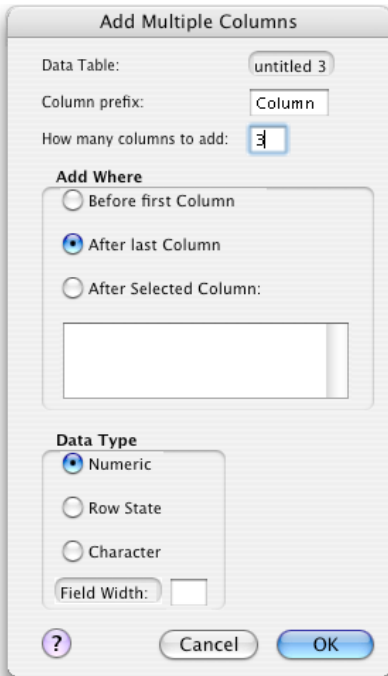 Add Multiple Columns
Data Table: untitled 3
Column prefix: Column
How many columns to add: 3
Add Where
Before first Column
After last Column
After Selected Column:
Data Type
Numeric
Row State
Character
Field Width:
? Cancel OK